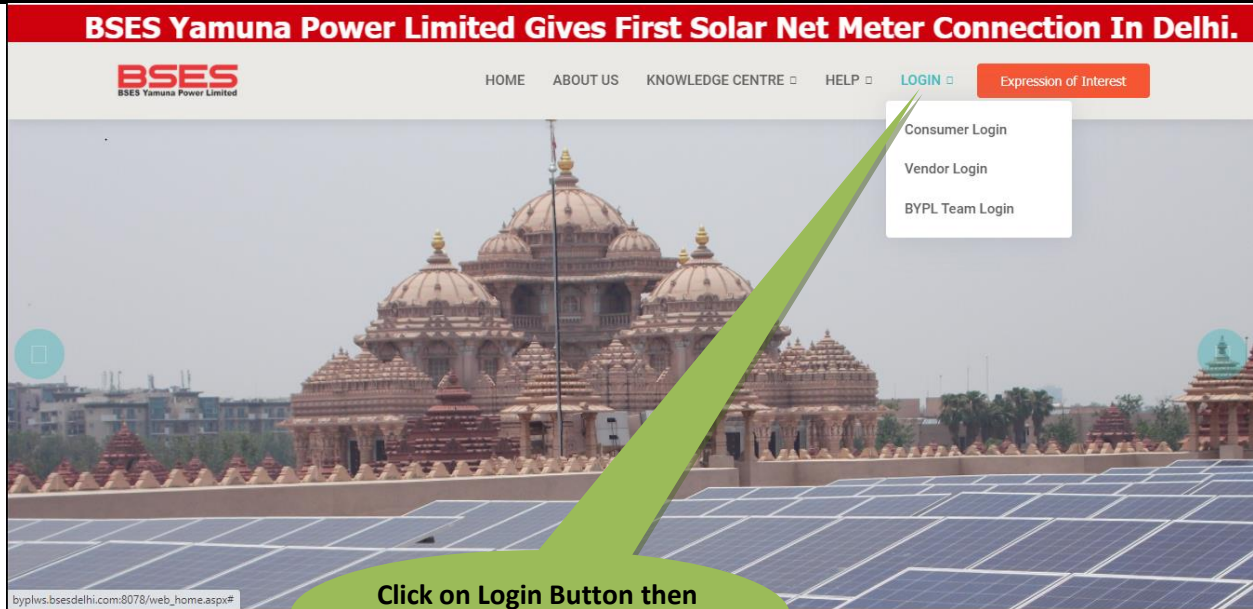 BSES Yamuna Power Limited Gives First Solar Net Meter Connection In Delhi.
BSES
BSES Yamuna Power Limited
HOME ABOUT US KNOWLEDGE CENTRE HELP LOGIN Expression of Interest
Consumer Login
Vendor Login
BYPL Team Login
Click on Login Button then
byplws.bsesdelhi.com:8078/web_home.aspx#